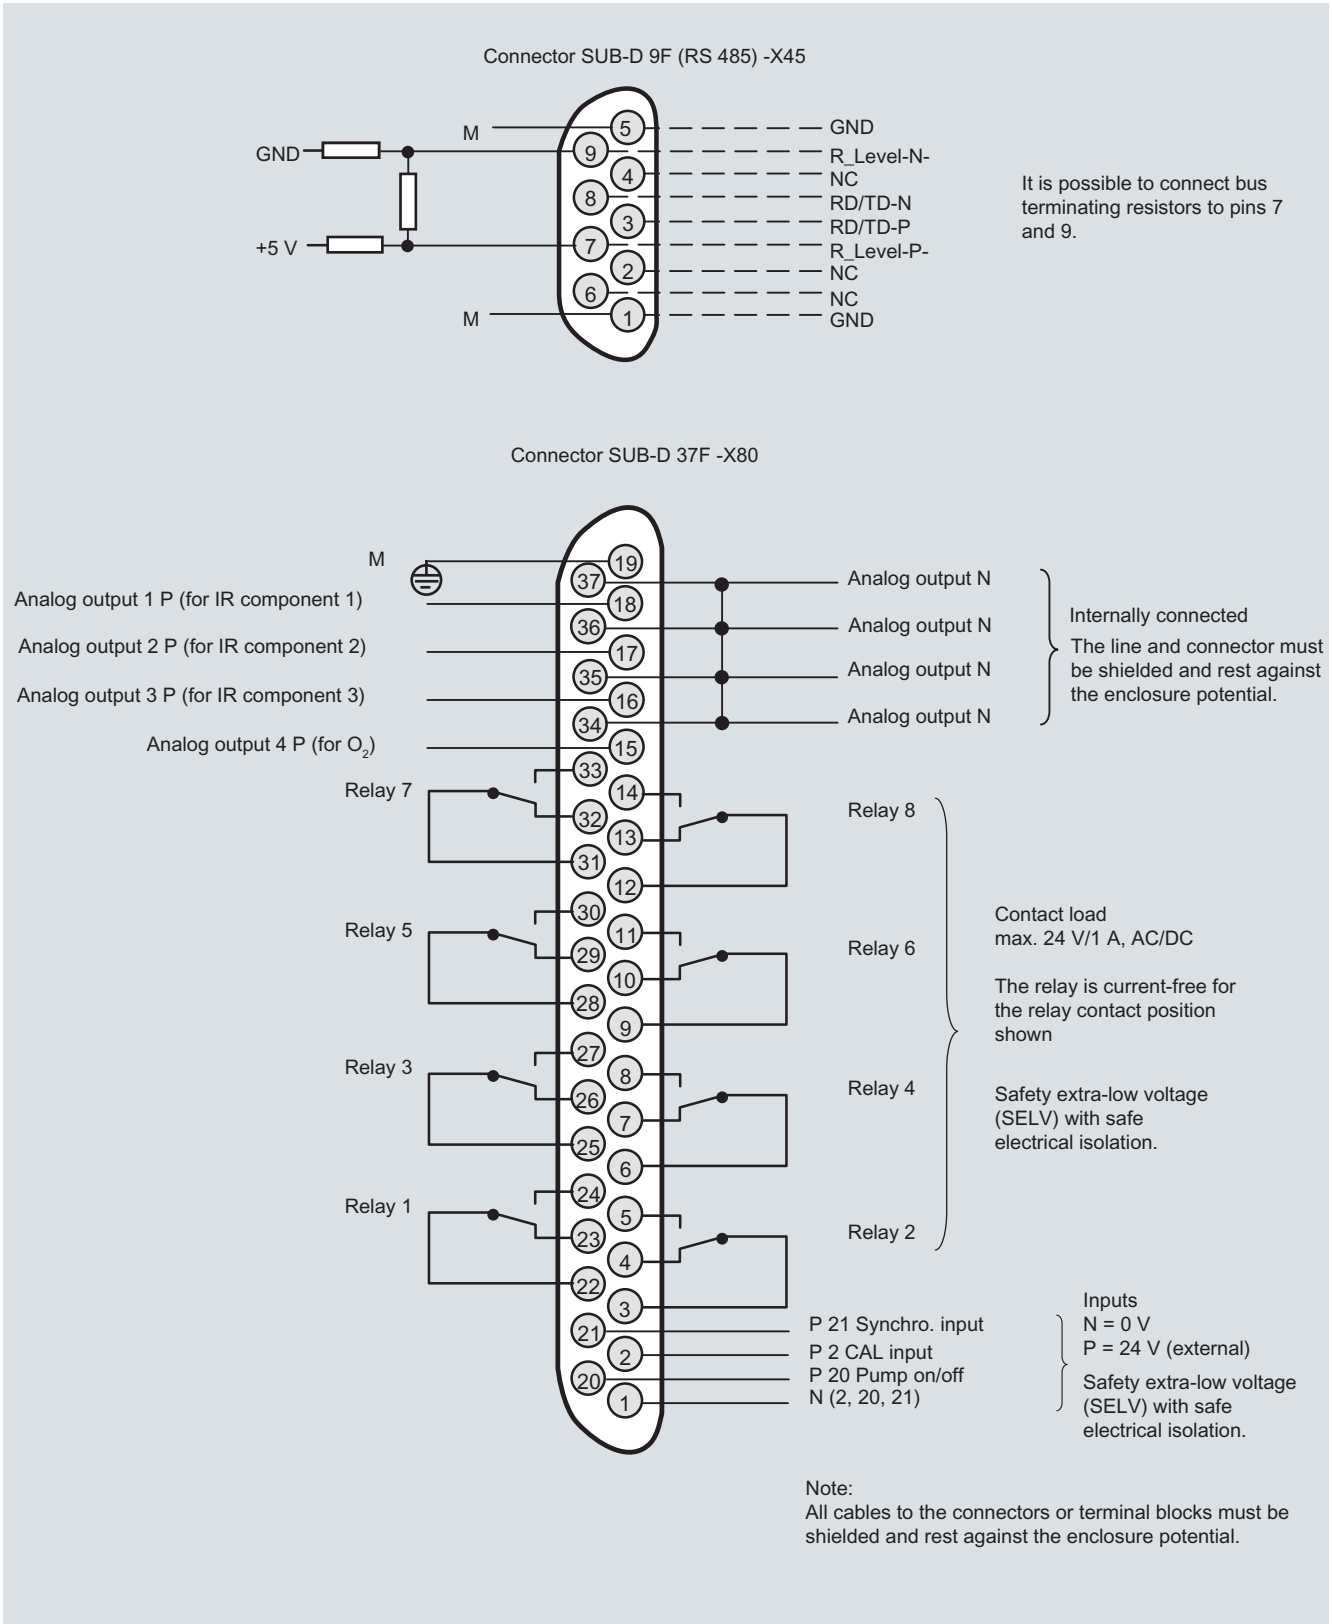 Connector SUB-D 9F (RS 485) -X45
M
5
GND
GND
9
R_Level-N-
4
NC
8
RD/TD-N
3
RD/TD-P
+5 V
7
R_Level-P-
2
NC
6
NC
M
1
GND
It is possible to connect bus
terminating resistors to pins 7
and 9.
Connector SUB-D 37F -X80
M
19
37
Analog output N
Analog output 1 P (for IR component 1)
18
36
Analog output N
Analog output 2 P (for IR component 2)
17
35
Analog output N
Analog output 3 P (for IR component 3)
16
34
Analog output N
Analog output 4 P (for O2)
15
Internally connected
The line and connector must
be shielded and rest against
the enclosure potential.
33
Relay 7
14
Relay 8
32
13
31
12
30
Relay 5
11
Relay 6
29
10
28
9
27
Relay 3
8
Relay 4
26
7
25
6
24
Relay 1
5
Relay 2
23
4
22
3
Contact load
max. 24 V/1 A, AC/DC
The relay is current-free for
the relay contact position
shown
Safety extra-low voltage
(SELV) with safe
electrical isolation.
21
P 21 Synchro. input
2
P 2 CAL input
20
P 20 Pump on/off
1
N (2, 20, 21)
Inputs
N = 0 V
P = 24 V (external)
Safety extra-low voltage
(SELV) with safe
electrical isolation.
Note:
All cables to the connectors or terminal blocks must be
shielded and rest against the enclosure potential.